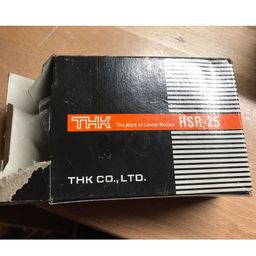 THK The Mark of Linear Motion HSR-25
THK CO., LTD.